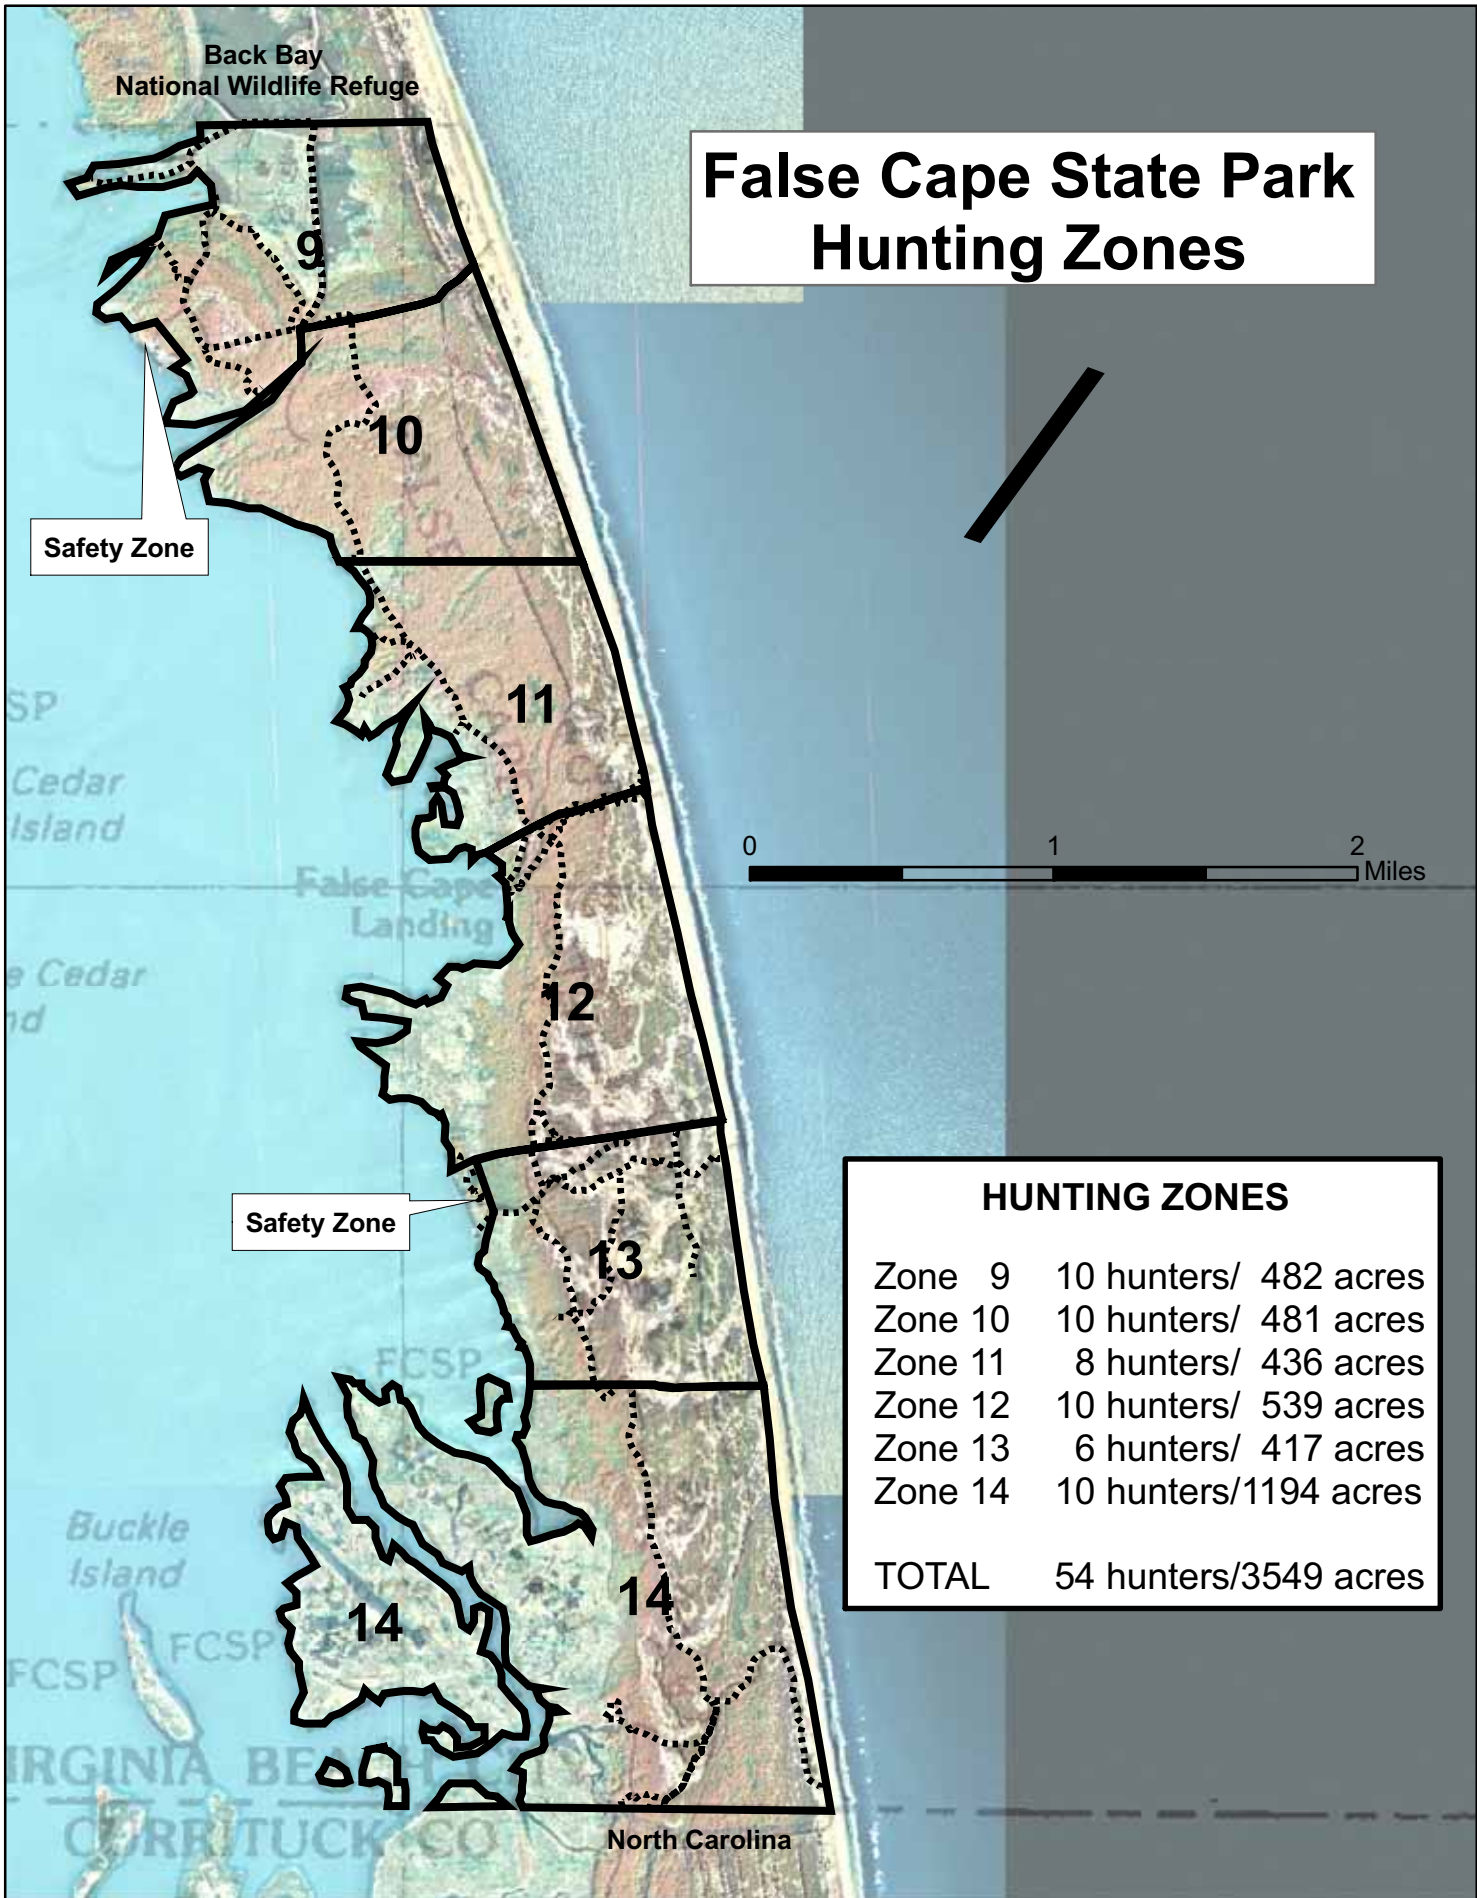 Back Bay
National Wildlife Refuge
False Cape State Park
Hunting Zones
9
10
Safety Zone
11
SP
Cedar
Island
0 1 2
Miles
False Cape
Landing
e Cedar
nd
12
Safety Zone
13
HUNTING ZONES
Zone 9 10 hunters/ 482 acres
Zone 10 10 hunters/ 481 acres
Zone 11 8 hunters/ 436 acres
Zone 12 10 hunters/ 539 acres
Zone 13 6 hunters/ 417 acres
Zone 14 10 hunters/1194 acres
TOTAL 54 hunters/3549 acres
FCSP
Buckle
Island
14
14
FCSP
FCSP
CURRITUCK CO
North Carolina